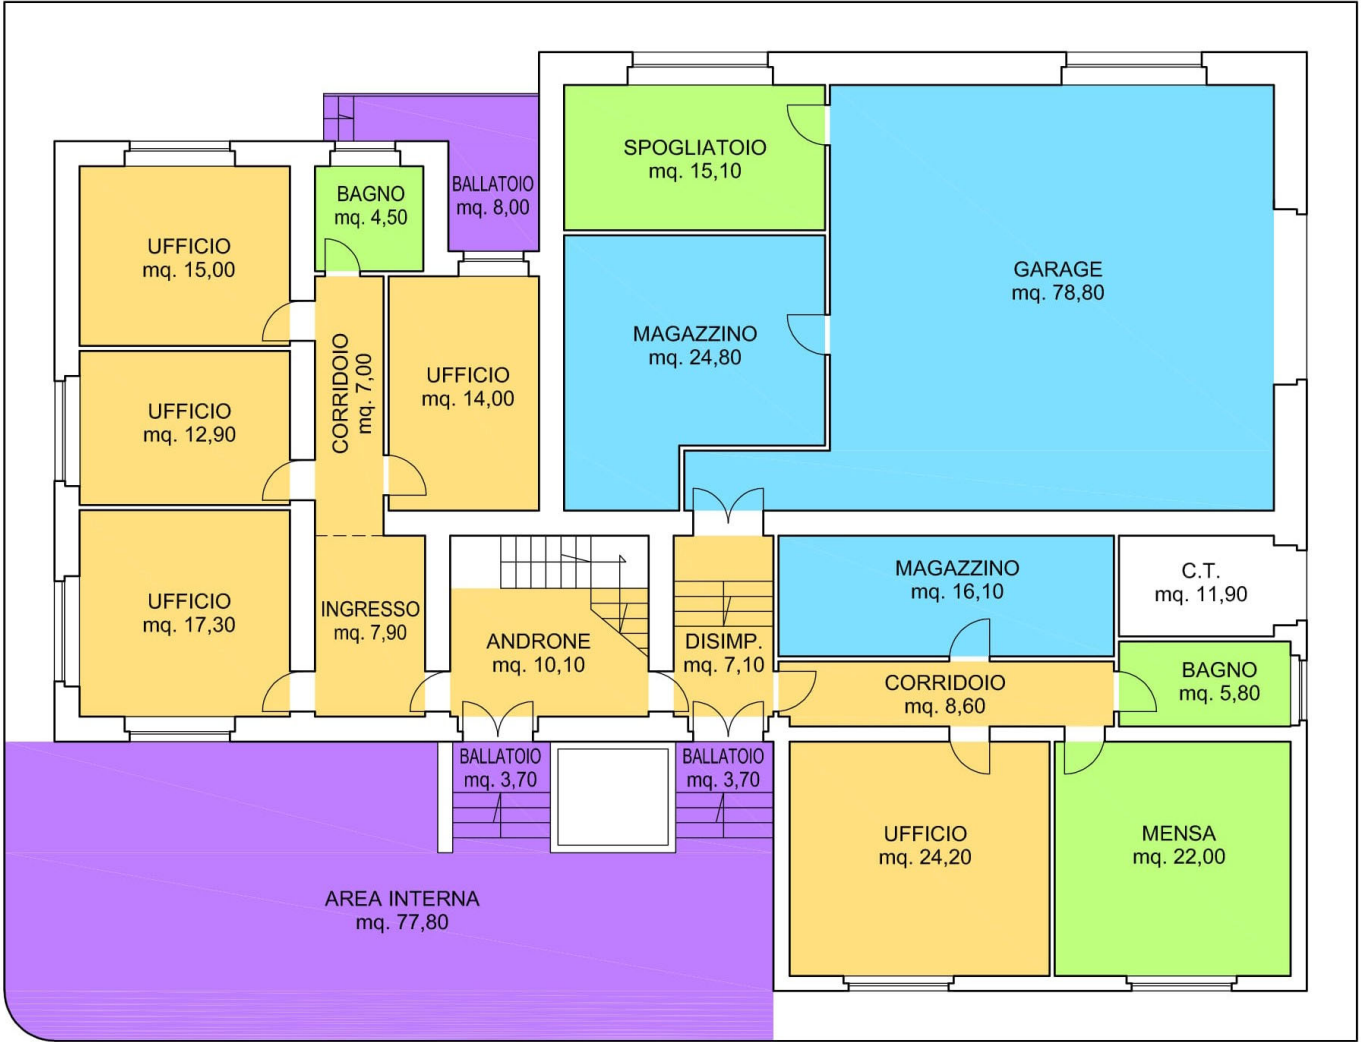 SPOGLIATOIO
mq. 15,10
BAGNO
mq. 4,50
BALLATOIO
mq. 8,00
UFFICIO
mq. 15,00
GARAGE
mq. 78,80
MAGAZZINO
mq. 24,80
CORRIDOIO
mq. 7,00
UFFICIO
mq. 14,00
UFFICIO
mq. 12,90
MAGAZZINO
mq. 16,10
C.T.
mq. 11,90
UFFICIO
mq. 17,30
INGRESSO
mq. 7,90
ANDRONE
mq. 10,10
DISIMP.
mq. 7,10
CORRIDOIO
mq. 8,60
BAGNO
mq. 5,80
BALLATOIO
mq. 3,70
BALLATOIO
mq. 3,70
UFFICIO
mq. 24,20
MENSA
mq. 22,00
AREA INTERNA
mq. 77,80